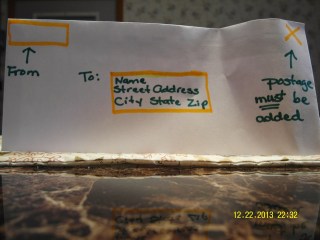 From
To:
Name
Street Address
City State Zip
postage
must be
added
12.22.2013 22:32